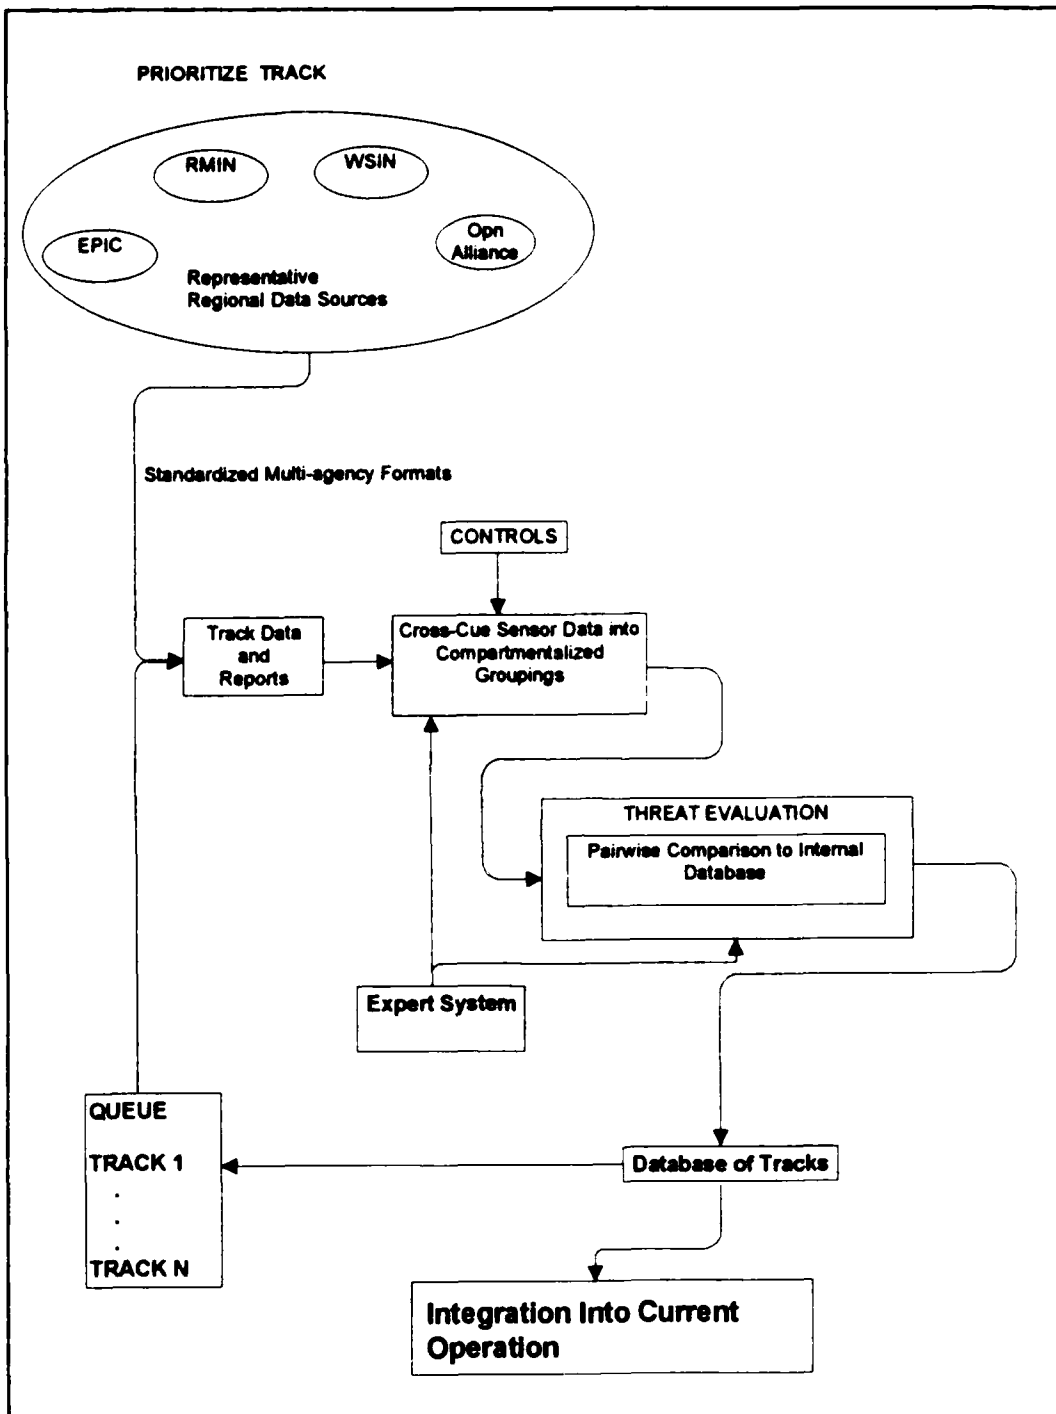 PRIORITIZE TRACK
RMIN
WSIN
EPIC
Opn
Alliance
Representative
Regional Data Sources
Standardized Multi-agency Formats
CONTROLS
Track Data
and
Reports
Cross-Cue Sensor Data into
Compartmentalized
Groupings
THREAT EVALUATION
Pairwise Comparison to Internal
Database
Expert System
QUEUE
TRACK 1
.
.
.
TRACK N
Database of Tracks
Integration Into Current
Operation